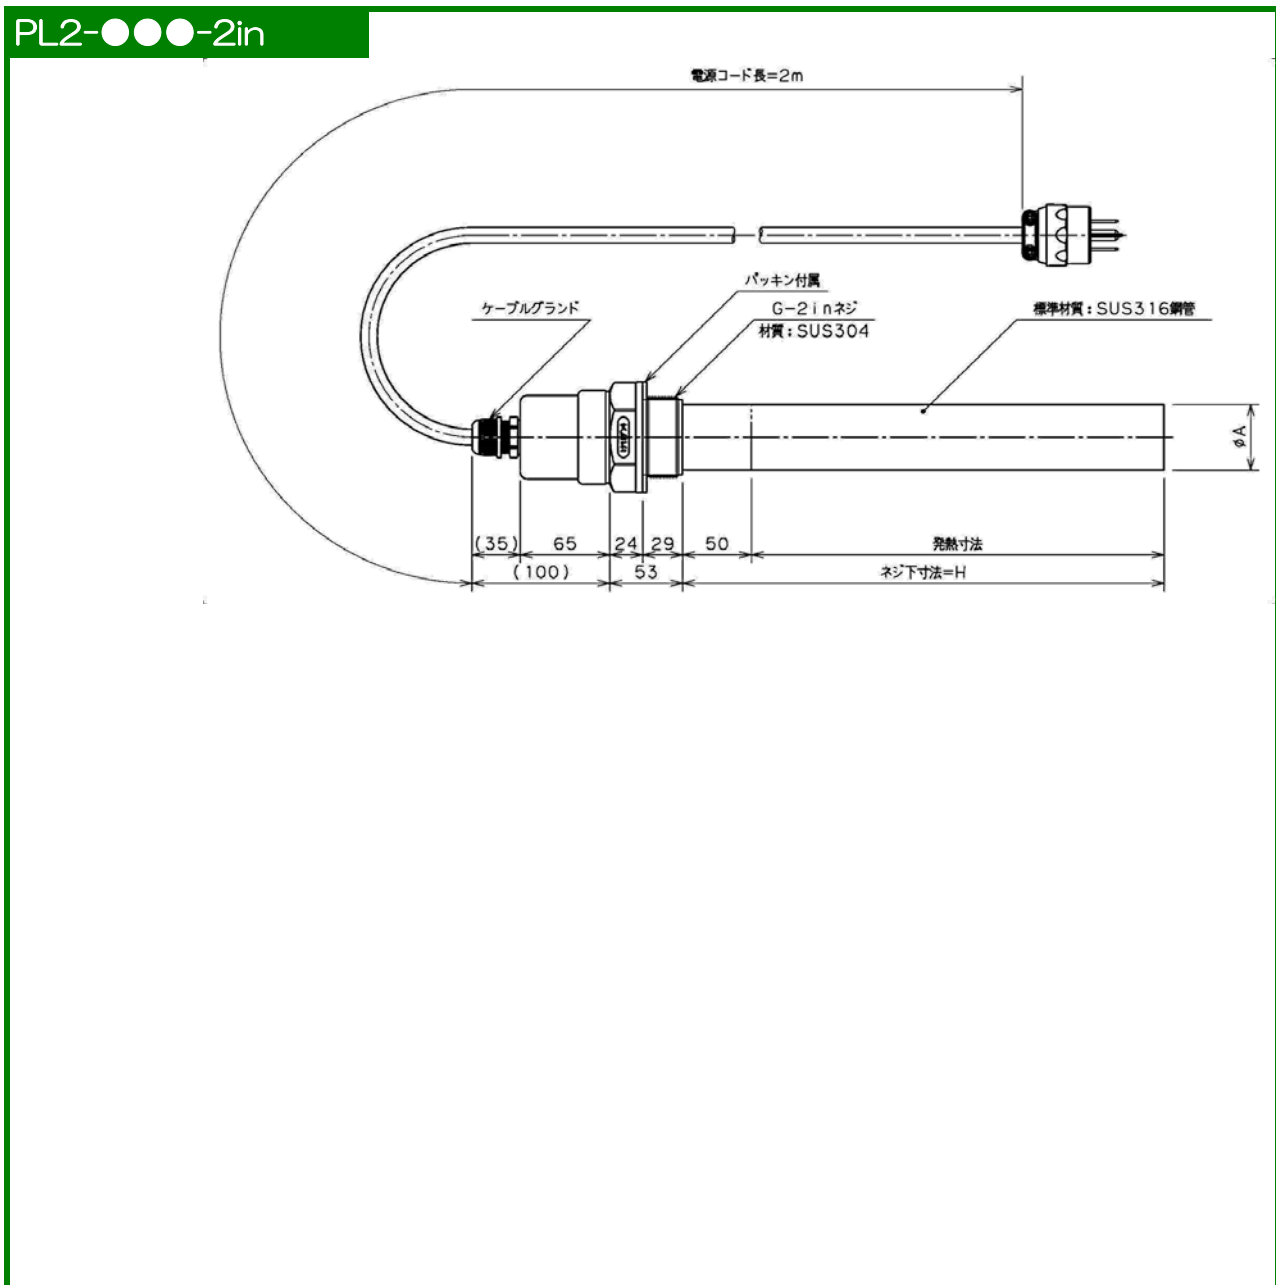 PL2-●●●-2in
電源コード長=2m
パッキン付属
ケーブルグランド
G-2inネジ
材質:SUS304
標準材質:SUS316鋼管
φA
(35) 65 24 29 50 発熱寸法
(100) 53 ネジ下寸法=H